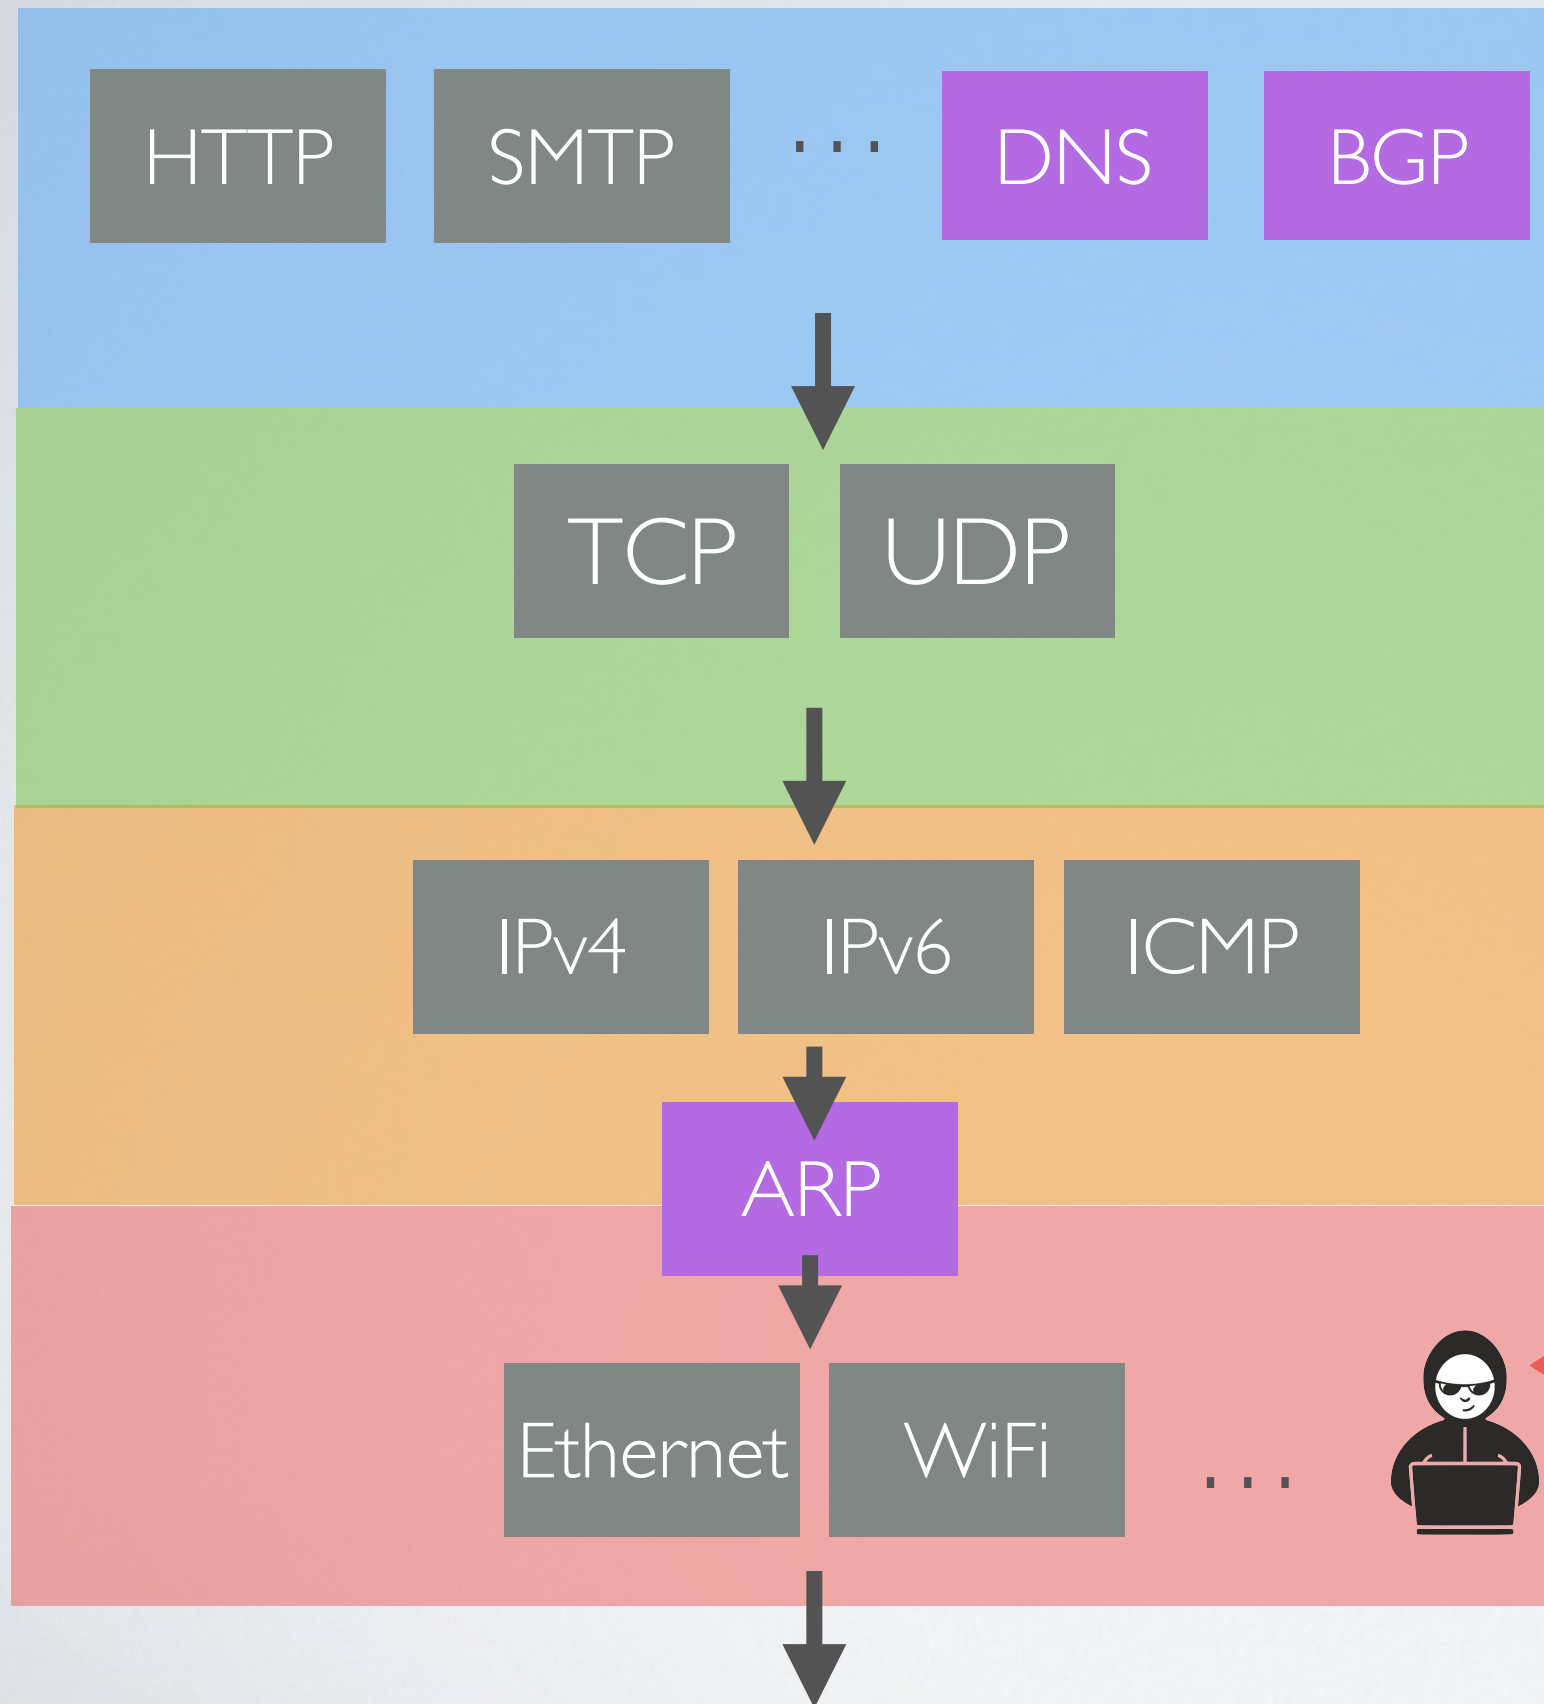 HTTP SMTP ... DNS BGP
TCP UDP
IPv4 IPv6 ICMP
ARP
Ethernet WiFi ...